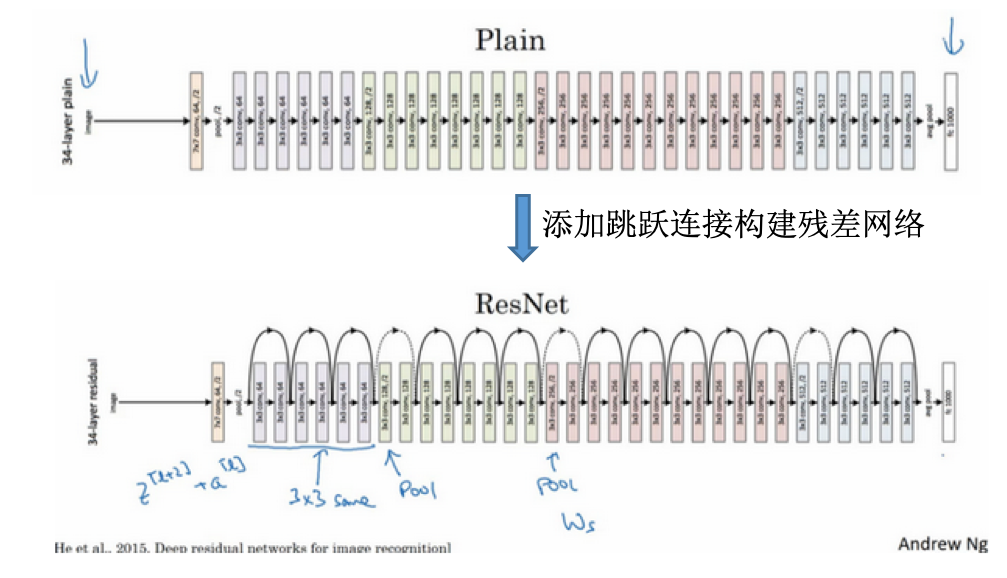 Plain
34-layer plain
image
7x7 conv, 64, /2
pool, /2
3x3 conv, 64
3x3 conv, 64
3x3 conv, 64
3x3 conv, 64
3x3 conv, 64
3x3 conv, 64
3x3 conv, 128, /2
3x3 conv, 128
3x3 conv, 128
3x3 conv, 128
3x3 conv, 128
3x3 conv, 128
3x3 conv, 128
3x3 conv, 128
3x3 conv, 256, /2
3x3 conv, 256
3x3 conv, 256
3x3 conv, 256
3x3 conv, 256
3x3 conv, 256
3x3 conv, 256
3x3 conv, 256
3x3 conv, 256
3x3 conv, 256
3x3 conv, 256
3x3 conv, 256
3x3 conv, 512, /2
3x3 conv, 512
3x3 conv, 512
3x3 conv, 512
3x3 conv, 512
3x3 conv, 512
avg pool
fc 1000
添加跳跃连接构建残差网络
ResNet
34-layer residual
image
7x7 conv, 64, /2
pool, /2
3x3 conv, 64
3x3 conv, 64
3x3 conv, 64
3x3 conv, 64
3x3 conv, 64
3x3 conv, 64
3x3 conv, 128, /2
3x3 conv, 128
3x3 conv, 128
3x3 conv, 128
3x3 conv, 128
3x3 conv, 128
3x3 conv, 128
3x3 conv, 128
3x3 conv, 256, /2
3x3 conv, 256
3x3 conv, 256
3x3 conv, 256
3x3 conv, 256
3x3 conv, 256
3x3 conv, 256
3x3 conv, 256
3x3 conv, 256
3x3 conv, 256
3x3 conv, 256
3x3 conv, 256
3x3 conv, 512, /2
3x3 conv, 512
3x3 conv, 512
3x3 conv, 512
3x3 conv, 512
3x3 conv, 512
avg pool
fc 1000
z[l+2] + a[l]
3x3 same
Pool
Pool
Ws
He et al., 2015. Deep residual networks for image recognition]
Andrew Ng